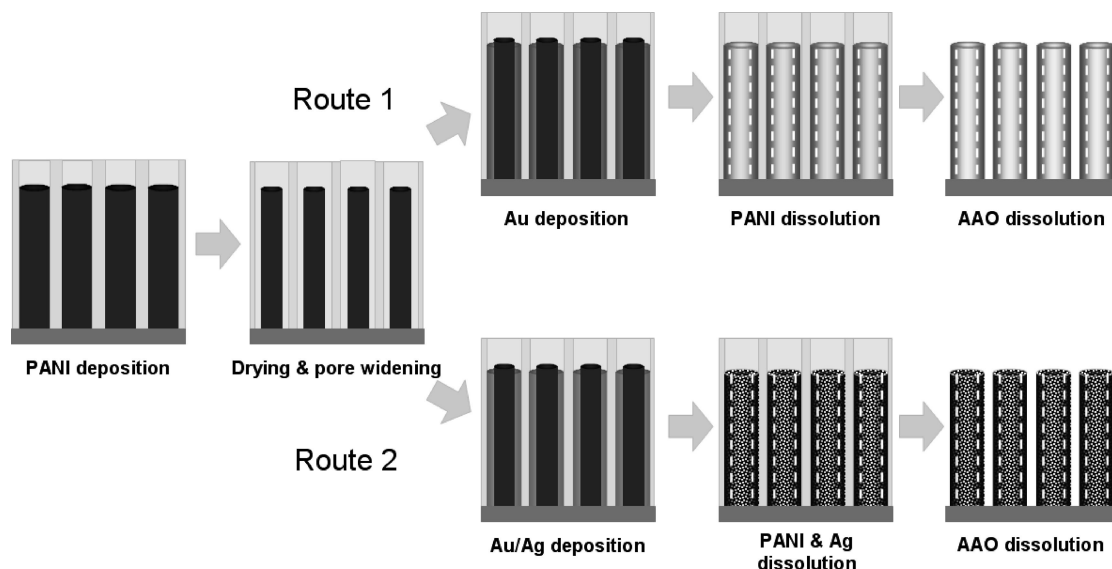 Route 1
Au deposition
PANI dissolution
AAO dissolution
PANI deposition
Drying & pore widening
Route 2
Au/Ag deposition
PANI & Ag
dissolution
AAO dissolution